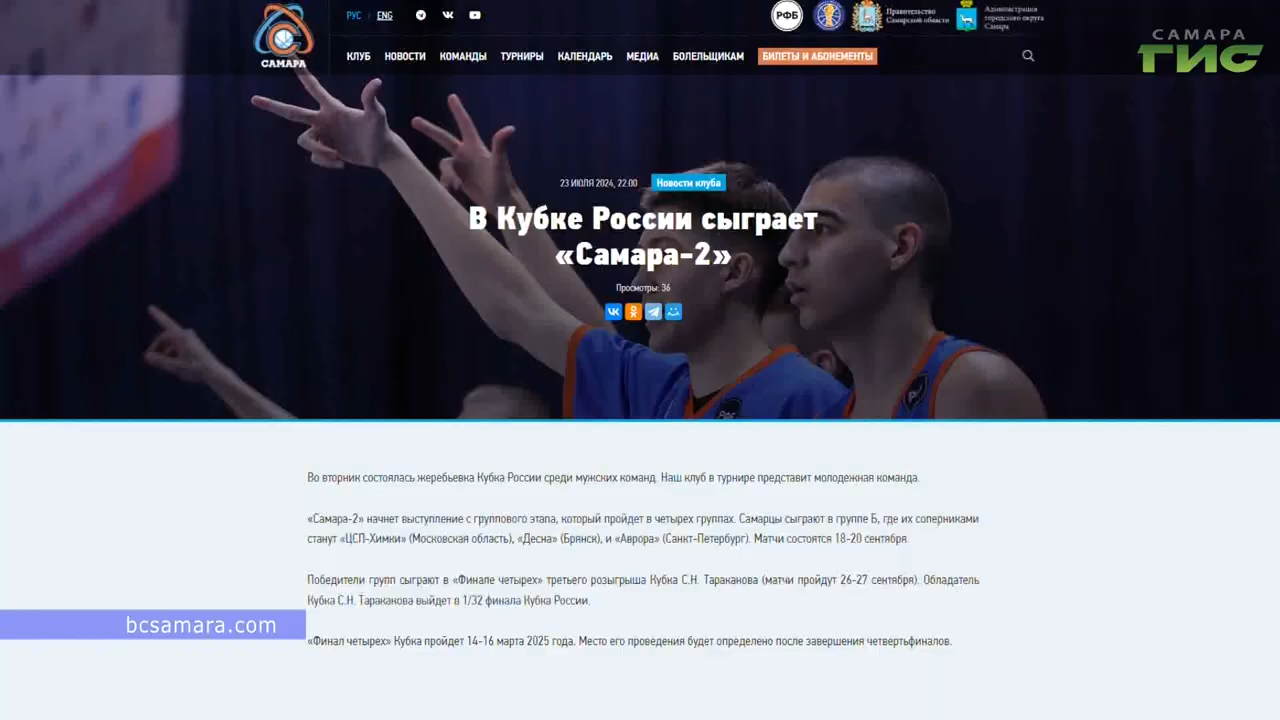 РУС / ENG
РФБ
Правительство
Самарской области
Администрация
городского округа
Самара
САМАРА
ТИС
САМАРА
КЛУБ НОВОСТИ КОМАНДЫ ТУРНИРЫ КАЛЕНДАРЬ МЕДИА БОЛЕЛЬЩИКАМ БИЛЕТЫ И АБОНЕМЕНТЫ
23 ИЮЛЯ 2024, 22:00 Новости клуба
В Кубке России сыграет
«Самара-2»
Просмотры: 36
Во вторник состоялась жеребьевка Кубка России среди мужских команд. Наш клуб в турнире представит молодежная команда.
«Самара-2» начнет выступление с группового этапа, который пройдет в четырех группах. Самарцы сыграют в группе Б, где их соперниками
станут «ЦСП-Химки» (Московская область), «Десна» (Брянск), и «Аврора» (Санкт-Петербург). Матчи состоятся 18-20 сентября.
Победители групп сыграют в «Финале четырех» третьего розыгрыша Кубка С.Н. Тараканова (матчи пройдут 26-27 сентября). Обладатель
Кубка С.Н. Тараканова выйдет в 1/32 финала Кубка России.
bcsamara.com
«Финал четырех» Кубка пройдет 14-16 марта 2025 года. Место его проведения будет определено после завершения четвертьфиналов.